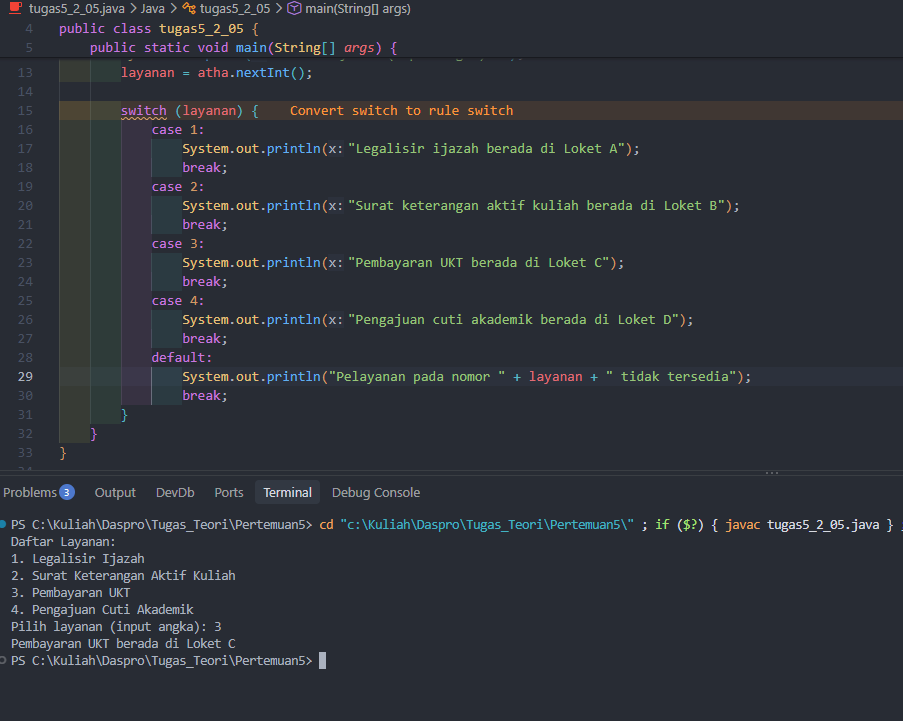 tugas5_2_05.java > Java > tugas5_2_05 > main(String[] args)
4 public class tugas5_2_05 {
5 public static void main(String[] args) {
13 layanan = atha.nextInt();
14
15 switch (layanan) { Convert switch to rule switch
16 case 1:
17 System.out.println(x: "Legalisir ijazah berada di Loket A");
18 break;
19 case 2:
20 System.out.println(x: "Surat keterangan aktif kuliah berada di Loket B");
21 break;
22 case 3:
23 System.out.println(x: "Pembayaran UKT berada di Loket C");
24 break;
25 case 4:
26 System.out.println(x: "Pengajuan cuti akademik berada di Loket D");
27 break;
28 default:
29 System.out.println("Pelayanan pada nomor " + layanan + " tidak tersedia");
30 break;
31 }
32 }
33 }
Problems 3 Output DevDb Ports Terminal Debug Console
PS C:\Kuliah\Daspro\Tugas_Teori\Pertemuan5> cd "c:\Kuliah\Daspro\Tugas_Teori\Pertemuan5\" ; if ($?) { javac tugas5_2_05.java }
Daftar Layanan:
1. Legalisir Ijazah
2. Surat Keterangan Aktif Kuliah
3. Pembayaran UKT
4. Pengajuan Cuti Akademik
Pilih layanan (input angka): 3
Pembayaran UKT berada di Loket C
PS C:\Kuliah\Daspro\Tugas_Teori\Pertemuan5>